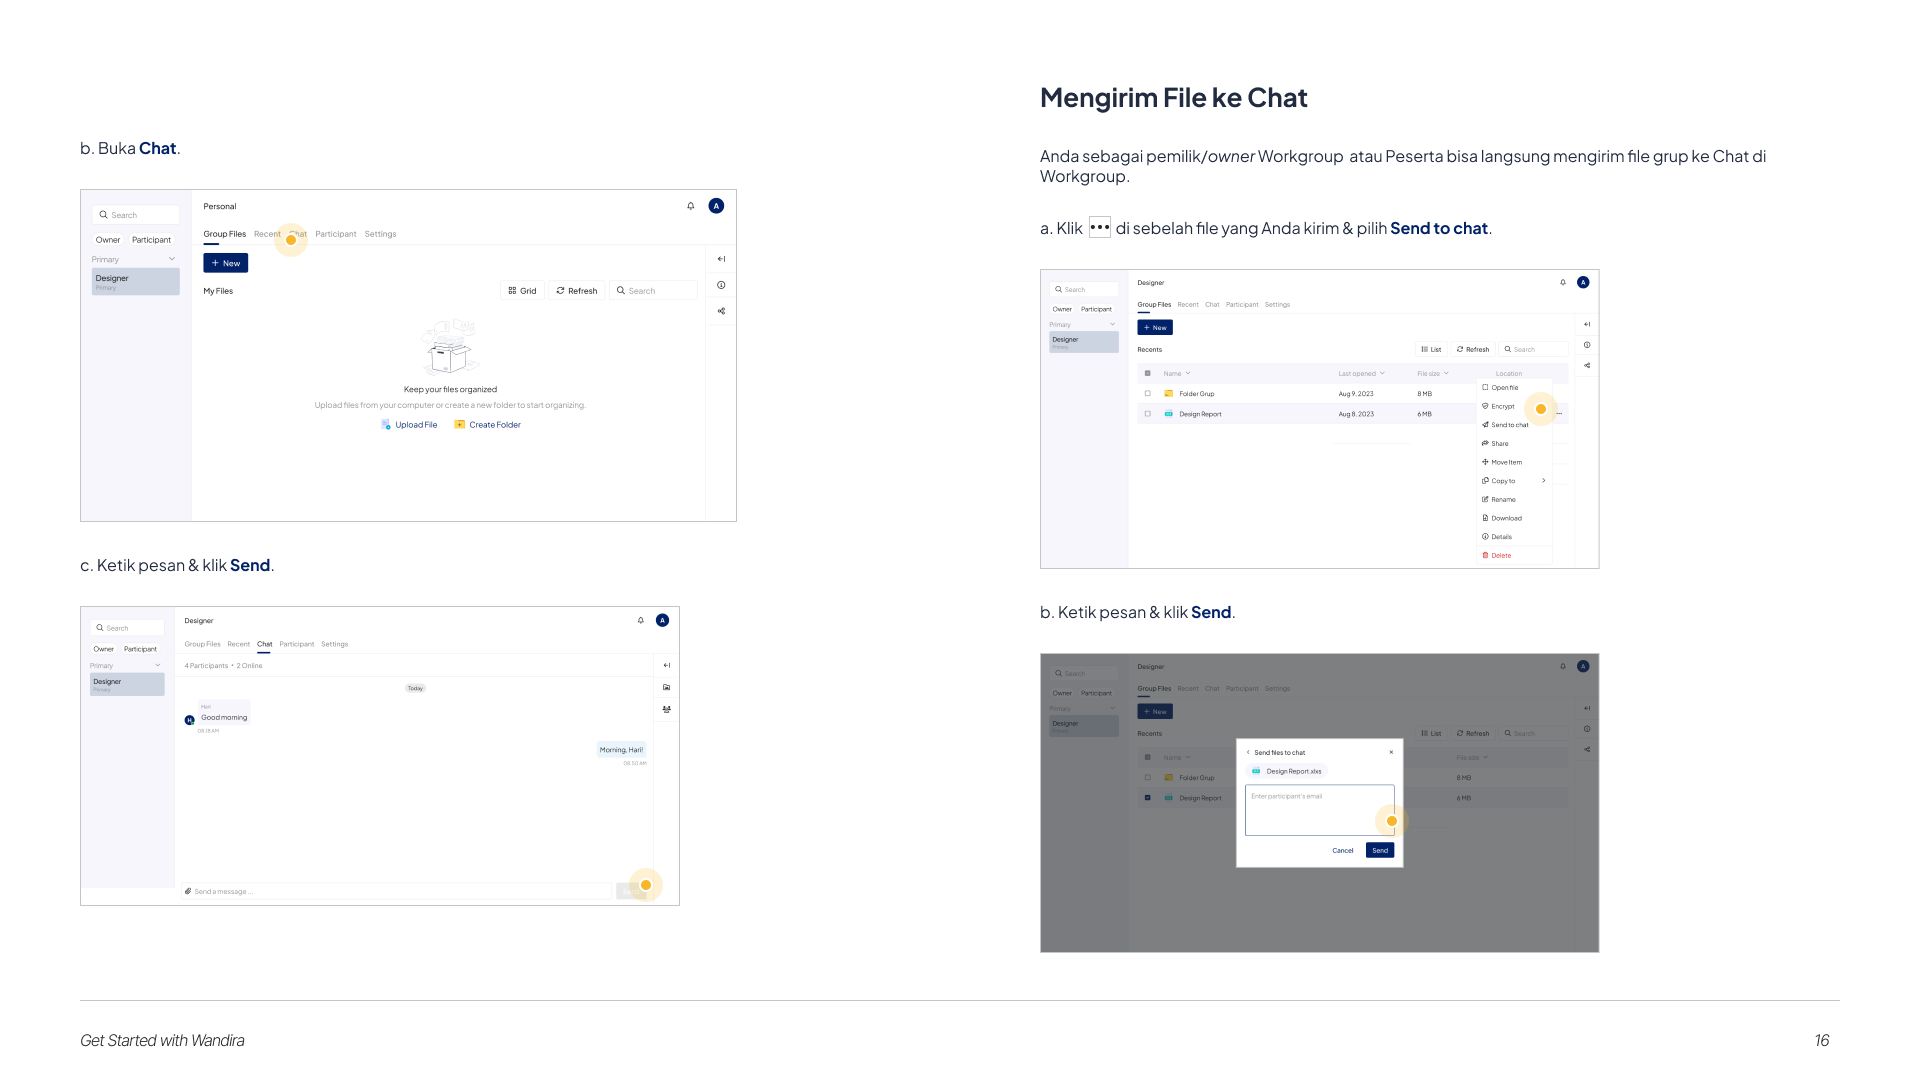 b. Buka Chat.
Search
Owner Participant
Primary
Designer
Primary
Personal
A
Group Files Recent Chat Participant Settings
+ New
My Files
Grid Refresh Search
Keep your files organized
Upload files from your computer or create a new folder to start organizing.
Upload File Create Folder
c. Ketik pesan & klik Send.
Search
Owner Participant
Primary
Designer
Primary
Designer
A
Group Files Recent Chat Participant Settings
4 Participants • 2 Online
Today
Hari
H
Good morning
08.18 AM
Morning, Hari!
08.50 AM
Send a message ...
Mengirim File ke Chat
Anda sebagai pemilik/owner Workgroup atau Peserta bisa langsung mengirim file grup ke Chat di
Workgroup.
a. Klik ••• di sebelah file yang Anda kirim & pilih Send to chat.
Search
Owner Participant
Primary
Designer
Primary
Designer
A
Group Files Recent Chat Participant Settings
+ New
Recents
List Refresh Search
Name Last opened File size Location
Folder Grup Aug 9, 2023 8 MB
Design Report Aug 8, 2023 6 MB
Open file
Encrypt
Send to chat
Share
Move Item
Copy to
Rename
Download
Details
Delete
b. Ketik pesan & klik Send.
Search
Owner Participant
Primary
Designer
Primary
Designer
A
Group Files Recent Chat Participant Settings
+ New
Recents
List Refresh Search
Name File size
Folder Grup 8 MB
Design Report 6 MB
Send files to chat
Design Report.xlxs
Enter participant's email
Cancel Send
Get Started with Wandira
16